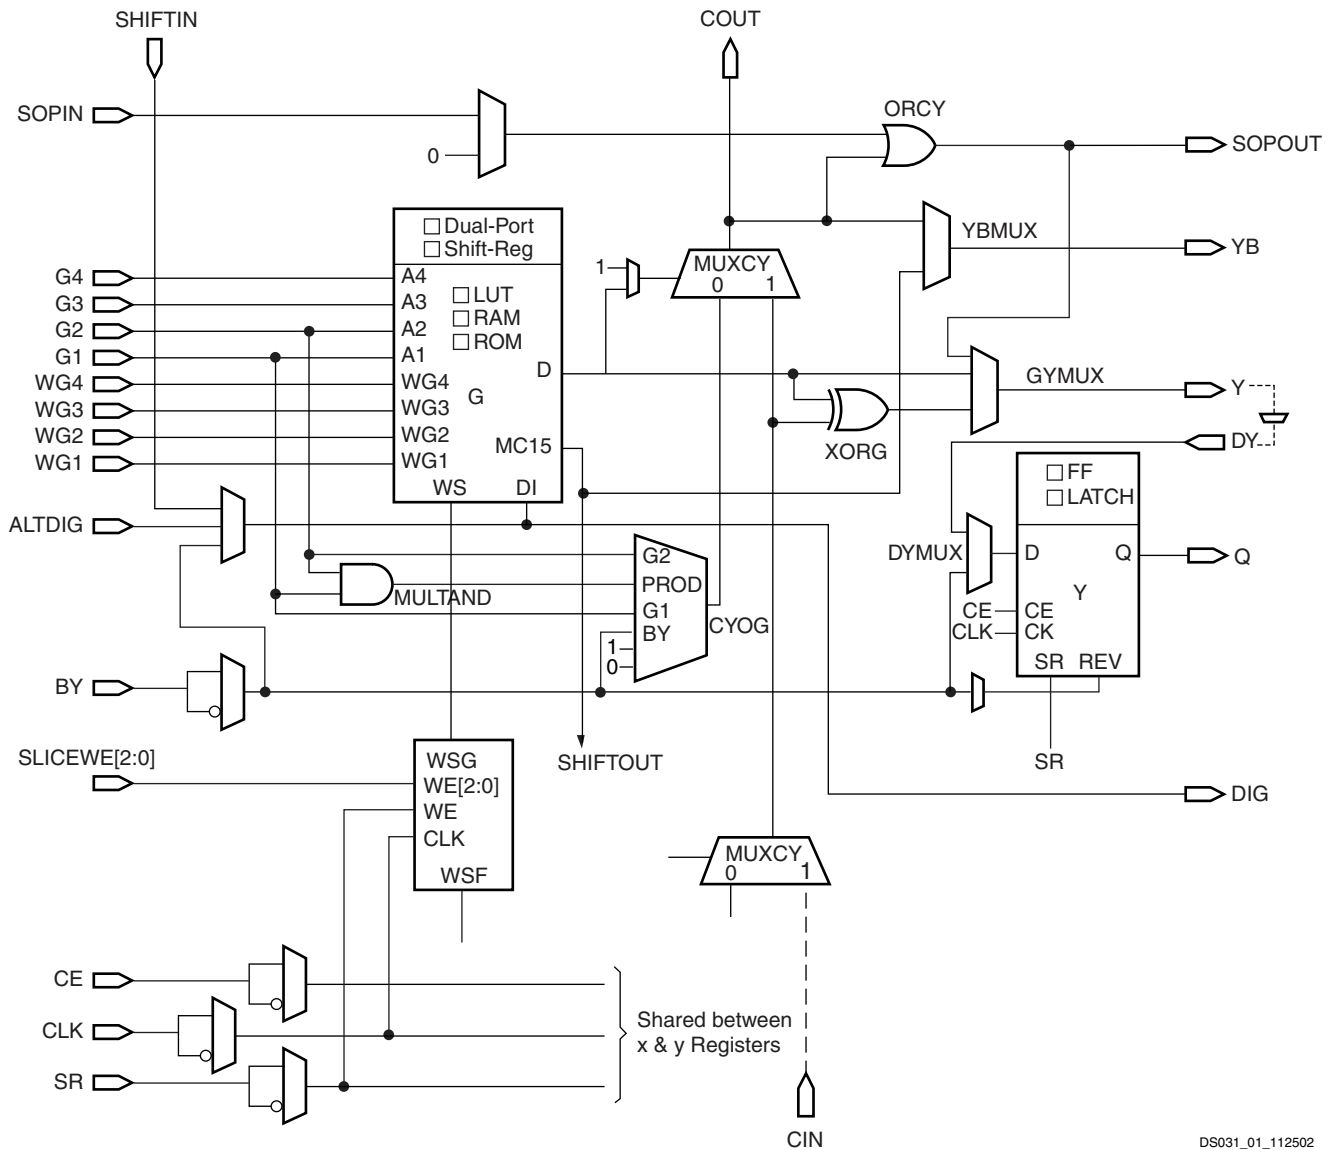 SHIFTIN
COUT
SOPIN
ORCY
0
SOPOUT
Dual-Port
Shift-Reg
YBMUX
YB
MUXCY
0 1
1
G4
G3
G2
G1
WG4
WG3
WG2
WG1
A4
A3
A2
A1
WG4
WG3
WG2
WG1
LUT
RAM
ROM
D
G
MC15
WS
DI
GYMUX
Y
XORG
DY
FF
LATCH
ALTDIG
DYMUX
D
Q
Q
Y
G2
PROD
G1
BY
1
0
MULTAND
CYOG
CE
CLK
CE
CK
SR REV
BY
SLICEWE[2:0]
SHIFTOUT
SR
WSG
WE[2:0]
WE
CLK
WSF
DIG
MUXCY
0 1
CE
CLK
SR
Shared between
x & y Registers
CIN
DS031_01_112502